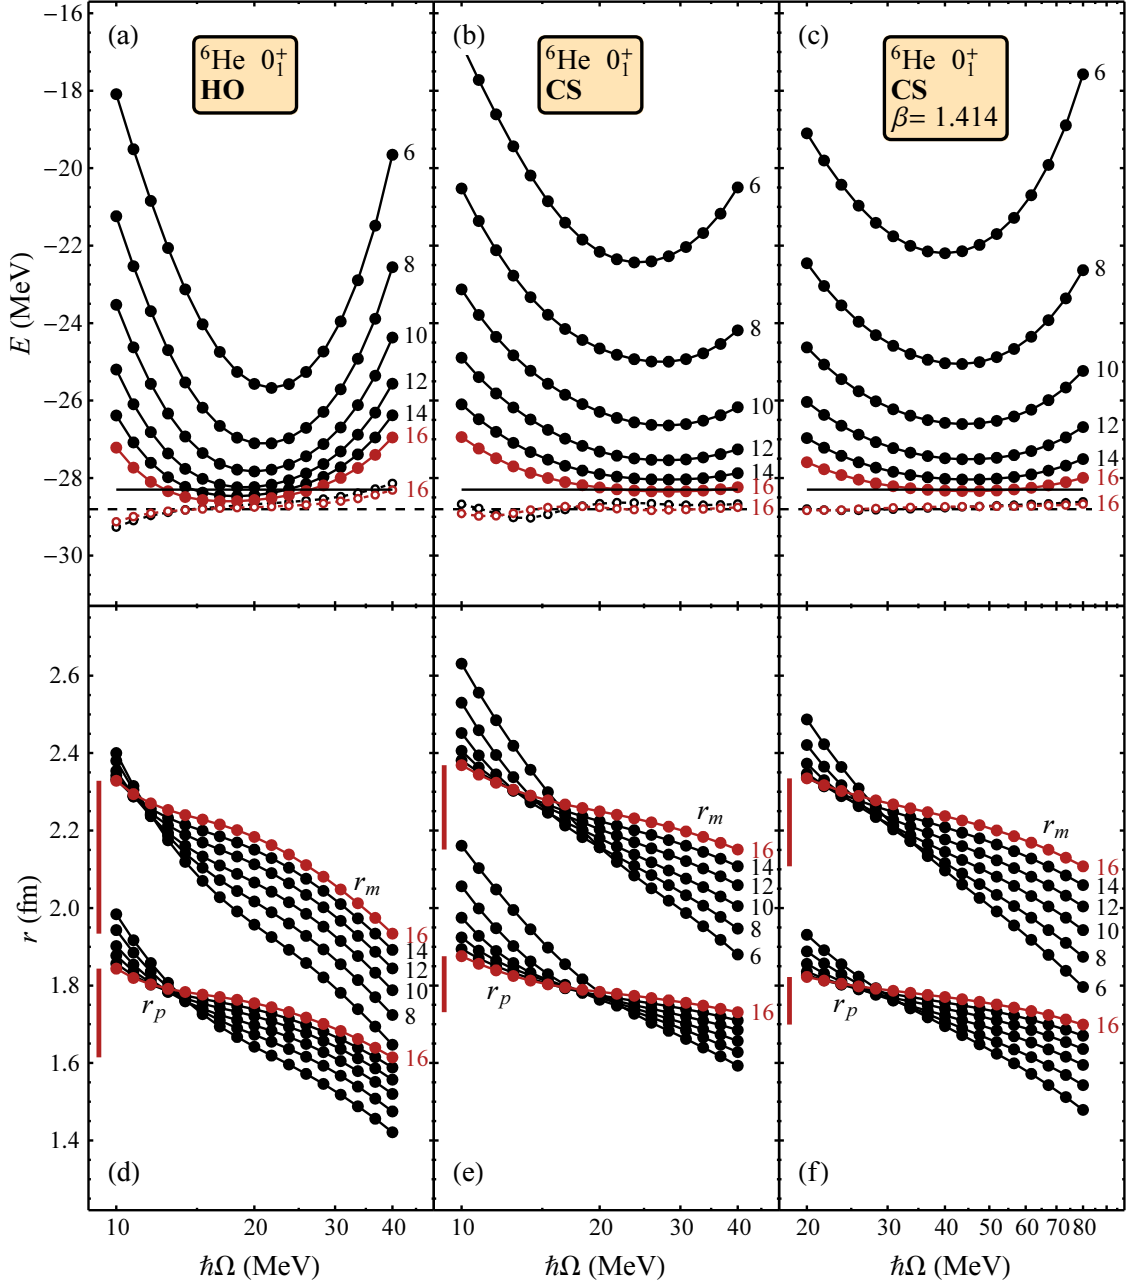 (a)
⁶He 0₁⁺
HO
(b)
⁶He 0₁⁺
CS
(c)
⁶He 0₁⁺
CS
β= 1.414
E (MeV)
−16
−18
−20
−22
−24
−26
−28
−30
6
8
10
12
14
16
16
6
8
10
12
14
16
16
6
8
10
12
14
16
16
r (fm)
2.6
2.4
2.2
2.0
1.8
1.6
1.4
r_m
16
14
12
10
8
r_p
16
(d)
r_m
16
14
12
10
8
6
r_p
16
(e)
r_m
16
14
12
10
8
6
r_p
16
(f)
10 20 30 40
10 20 30 40
20 30 40 50 60 70 80
ℏΩ (MeV)
ℏΩ (MeV)
ℏΩ (MeV)